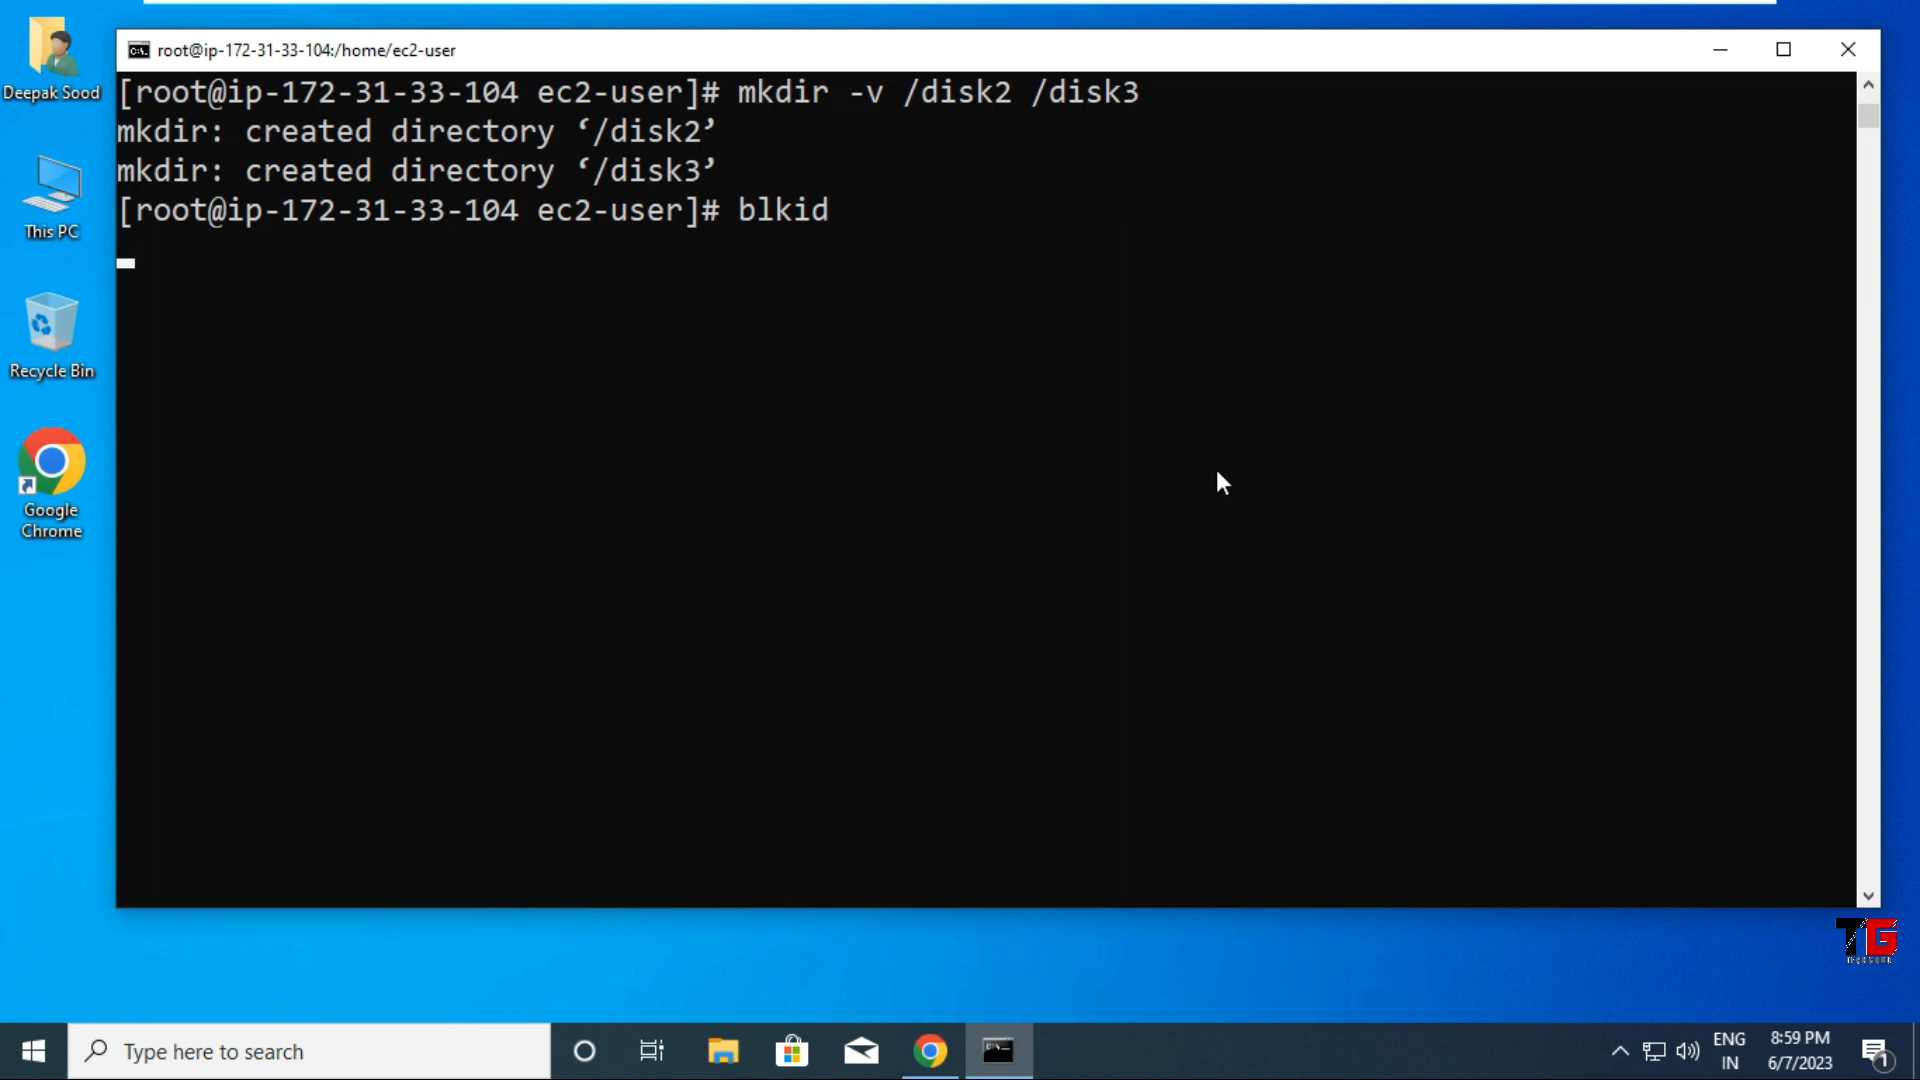 root@ip-172-31-33-104:/home/ec2-user
[root@ip-172-31-33-104 ec2-user]# mkdir -v /disk2 /disk3
mkdir: created directory ‘/disk2’
mkdir: created directory ‘/disk3’
[root@ip-172-31-33-104 ec2-user]# blkid
Deepak Sood
This PC
Recycle Bin
Google
Chrome
TG
Type here to search
ENG
IN
8:59 PM
6/7/2023
1